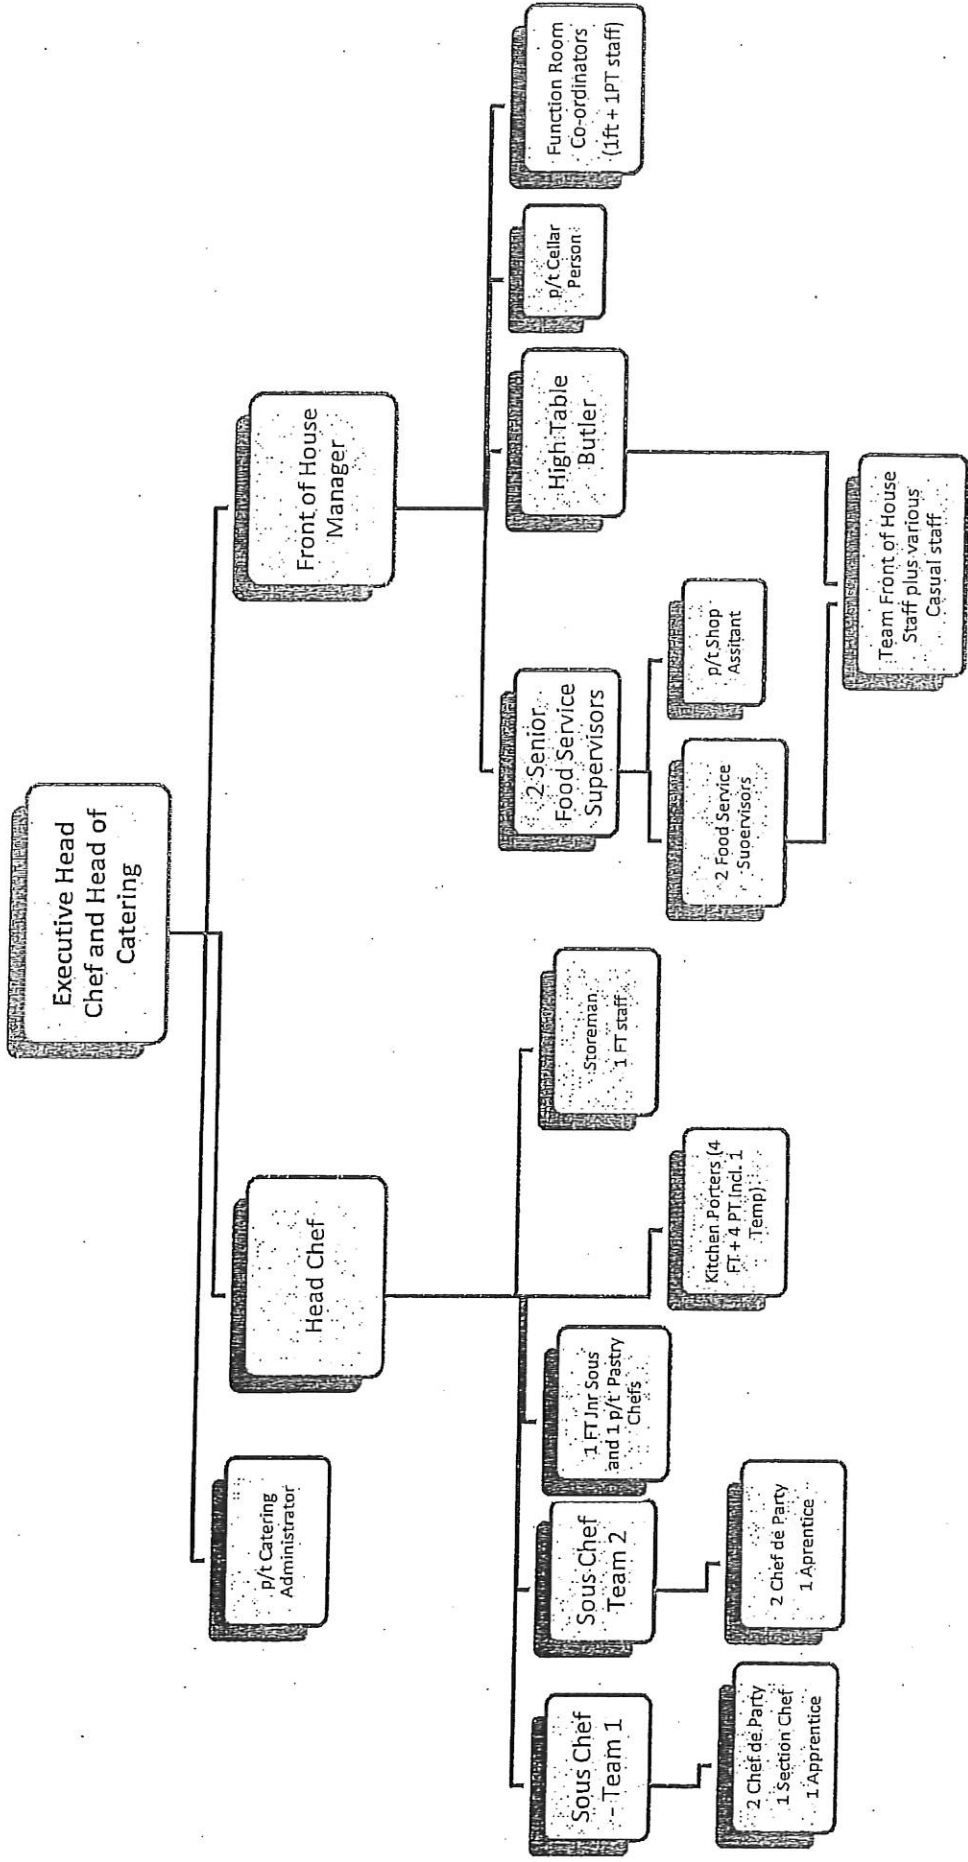 Executive Head
Chef and Head of
Catering
p/t Catering
Administrator
Head Chef
Front of House
Manager
Sous Chef
– Team 1
Sous Chef
Team 2
1 FT Jnr Sous
and 1 p/t Pastry
Chefs
Kitchen Porters (4
FT + 4 PT Incl. 1
Temp)
Storeman
1 FT staff
2 Senior
Food Service
Supervisors
High Table
Butler
p/t Cellar
Person
Function Room
Co-ordinators
(1ft + 1PT staff)
2 Chef de Party
1 Section Chef
1 Apprentice
2 Chef de Party
1 Aprentice
2 Food Service
Supervisors
p/t Shop
Assitant
Team Front of House
Staff plus various
Casual staff